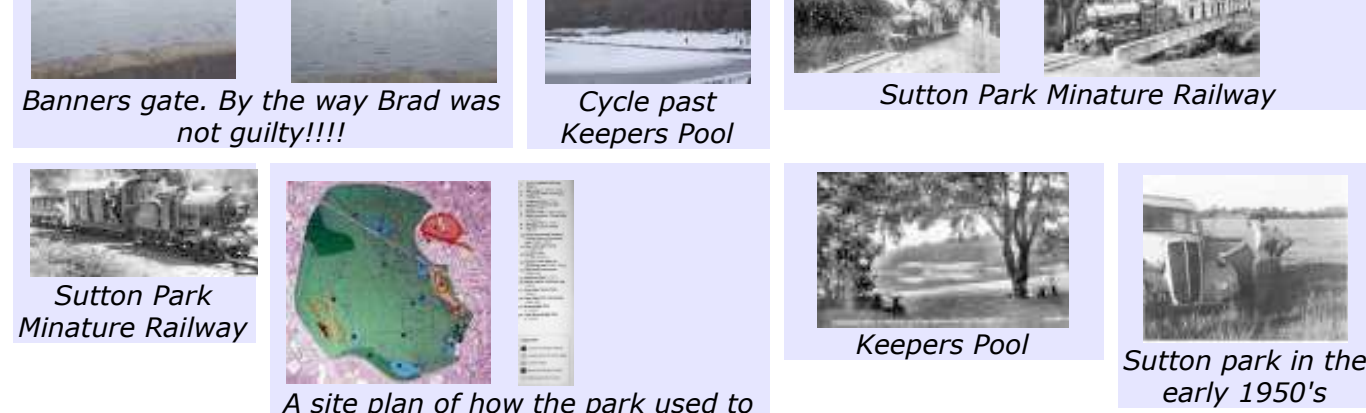 Banners gate. By the way Brad was
not guilty!!!!
Cycle past
Keepers Pool
Sutton Park Minature Railway
Sutton Park
Minature Railway
A site plan of how the park used to
Keepers Pool
Sutton park in the
early 1950's